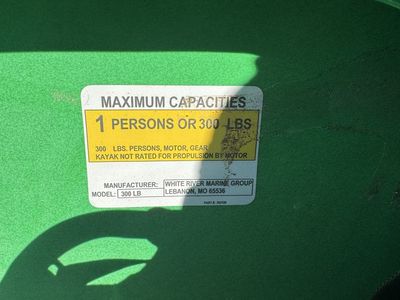 MAXIMUM CAPACITIES
1 PERSONS OR 300 LBS
300 LBS. PERSONS, MOTOR, GEAR
KAYAK NOT RATED FOR PROPULSION BY MOTOR
MANUFACTURER: WHITE RIVER MARINE GROUP
MODEL: 300 LB LEBANON, MO 65536